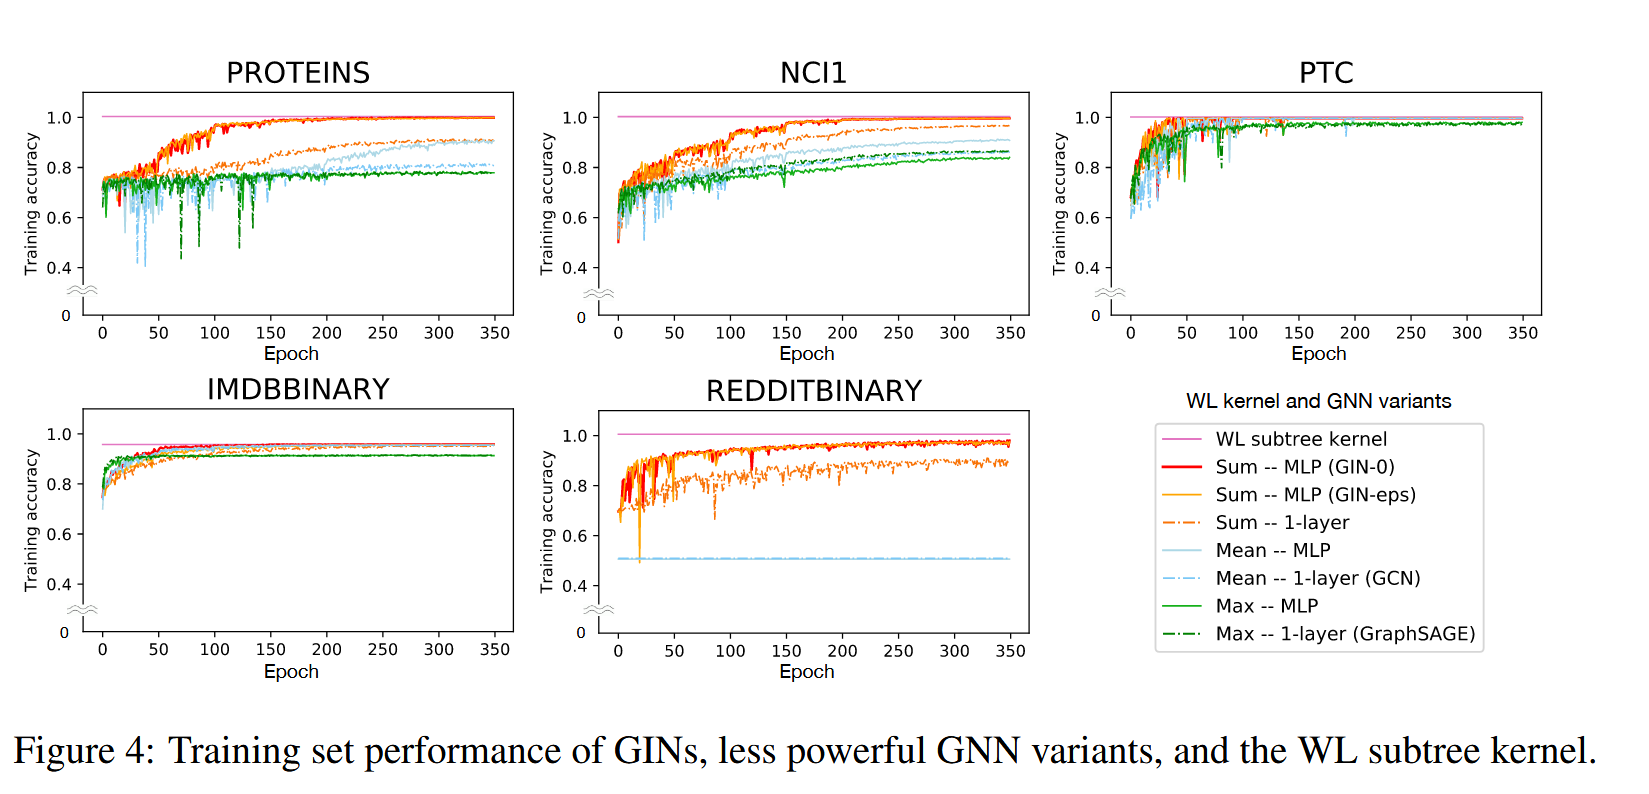 PROTEINS
Training accuracy
1.0
0.8
0.6
0.4
0
0 50 100 150 200 250 300 350
Epoch
NCI1
Training accuracy
1.0
0.8
0.6
0.4
0
0 50 100 150 200 250 300 350
Epoch
PTC
Training accuracy
1.0
0.8
0.6
0.4
0
0 50 100 150 200 250 300 350
Epoch
IMDBBINARY
Training accuracy
1.0
0.8
0.6
0.4
0
0 50 100 150 200 250 300 350
Epoch
REDDITBINARY
Training accuracy
1.0
0.8
0.6
0.4
0
0 50 100 150 200 250 300 350
Epoch
WL kernel and GNN variants
WL subtree kernel
Sum -- MLP (GIN-0)
Sum -- MLP (GIN-eps)
Sum -- 1-layer
Mean -- MLP
Mean -- 1-layer (GCN)
Max -- MLP
Max -- 1-layer (GraphSAGE)
Figure 4: Training set performance of GINs, less powerful GNN variants, and the WL subtree kernel.